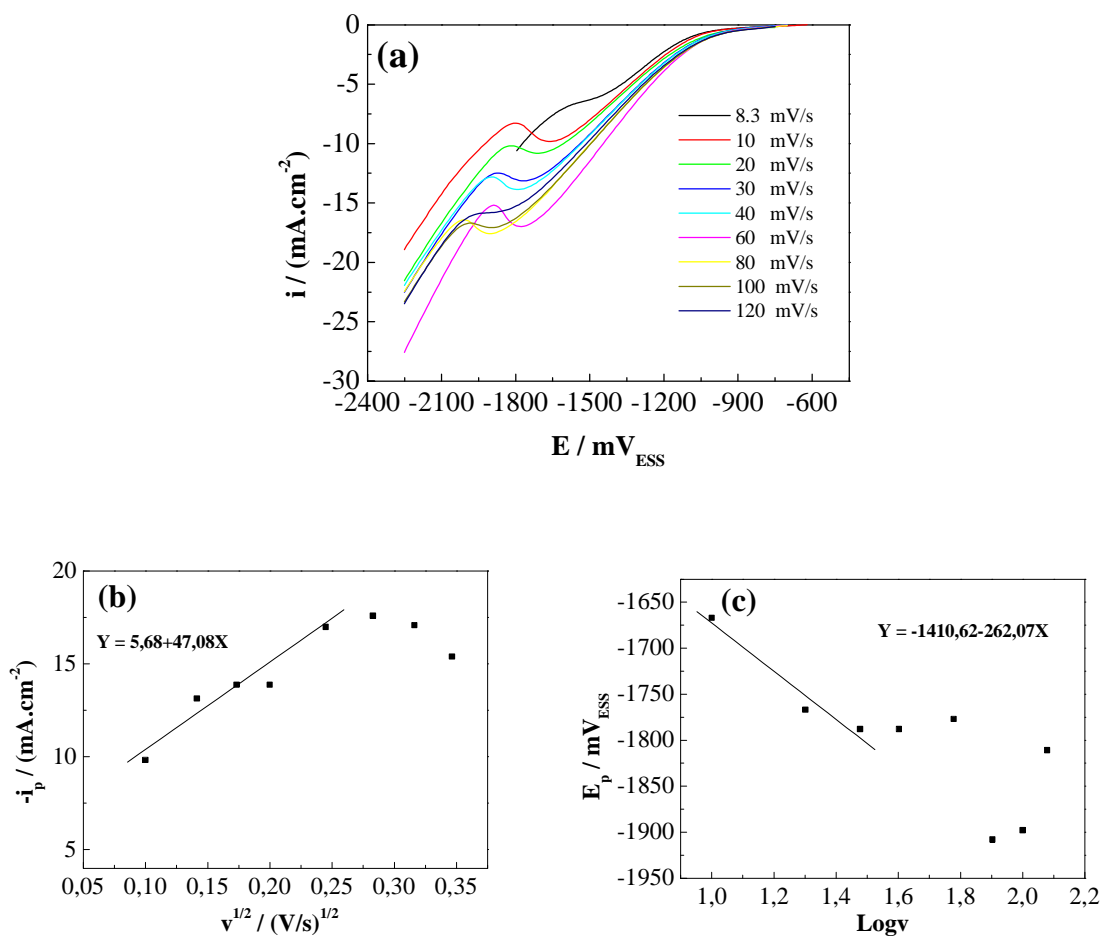 (a)
0
-5
-10
-15
-20
-25
-30
i / (mA.cm-2)
8.3 mV/s
10 mV/s
20 mV/s
30 mV/s
40 mV/s
60 mV/s
80 mV/s
100 mV/s
120 mV/s
-2400 -2100 -1800 -1500 -1200 -900 -600
E / mVESS
(b)
20
15
10
5
-ip / (mA.cm-2)
Y = 5,68+47,08X
0,05 0,10 0,15 0,20 0,25 0,30 0,35
v1/2 / (V/s)1/2
(c)
-1650
-1700
-1750
-1800
-1850
-1900
-1950
Ep / mVESS
Y = -1410,62-262,07X
1,0 1,2 1,4 1,6 1,8 2,0 2,2
Logv